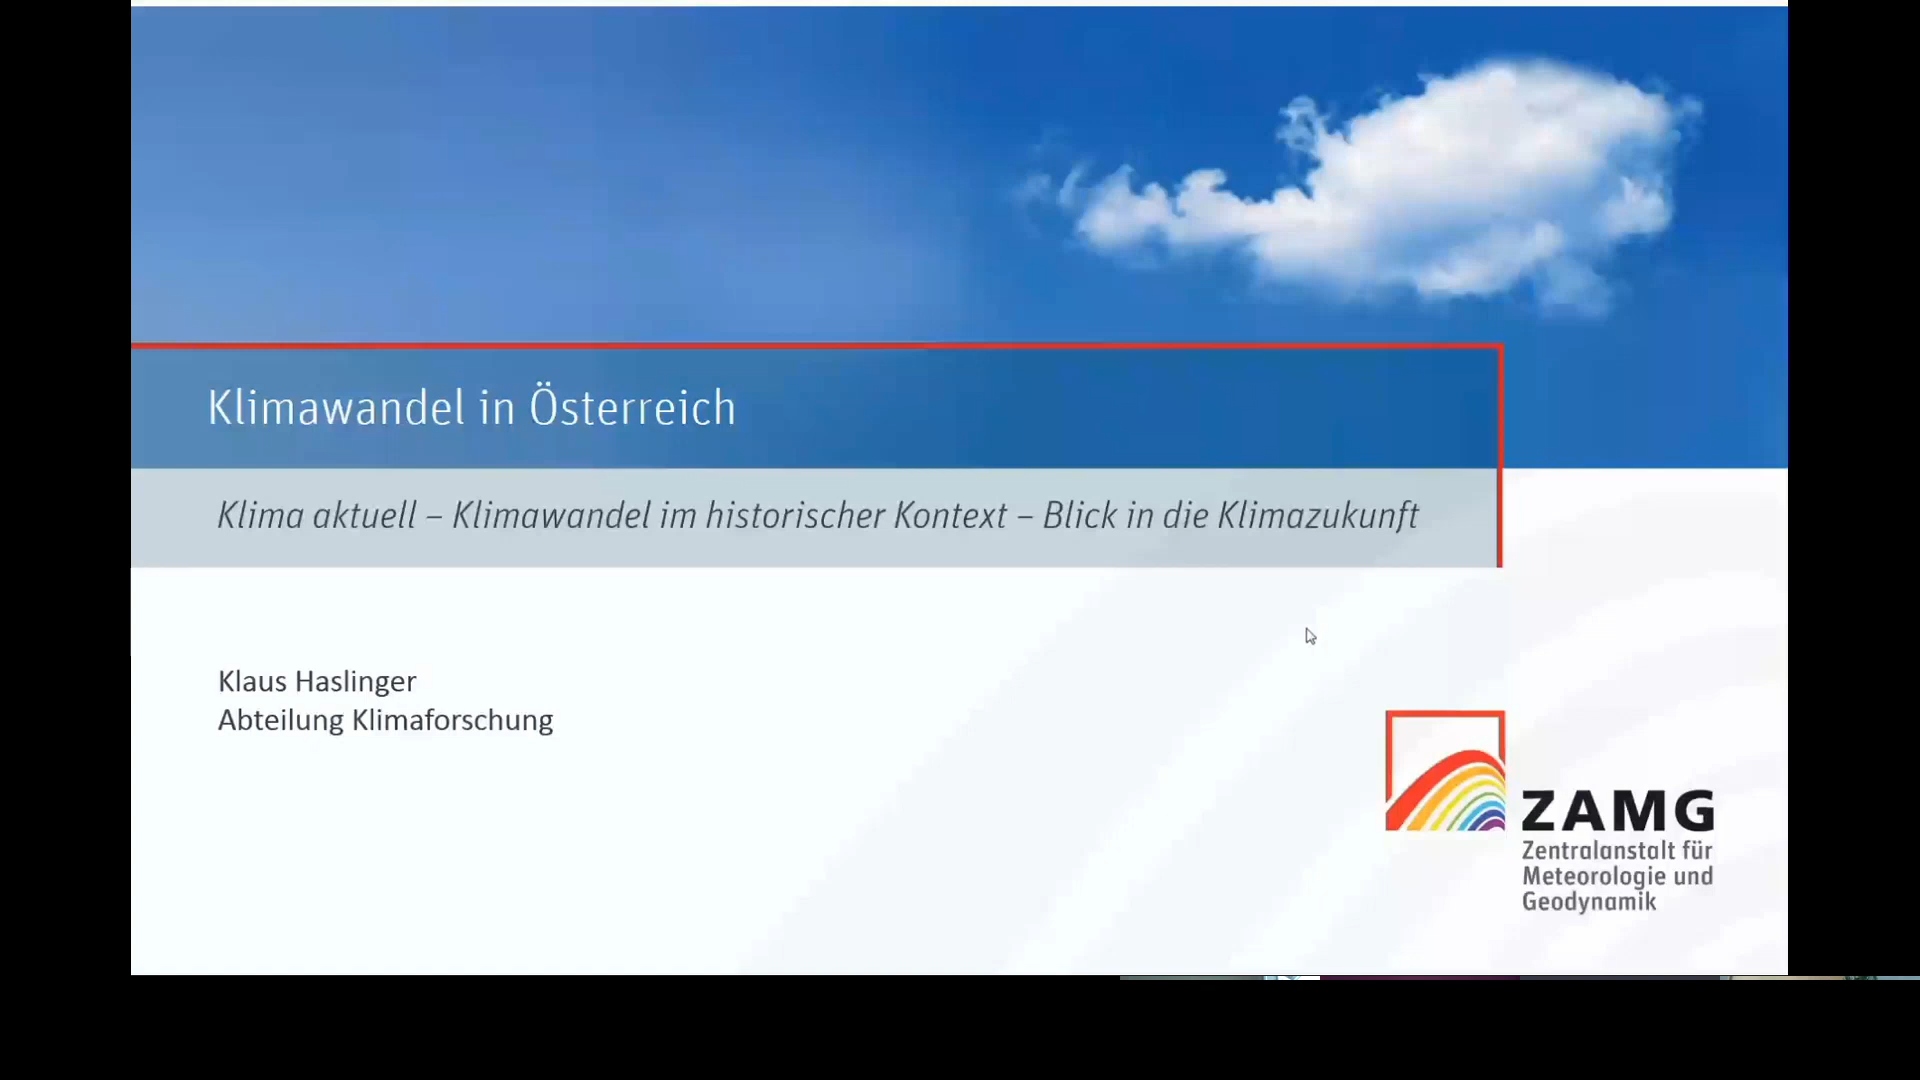 Klimawandel in Österreich
Klima aktuell – Klimawandel im historischer Kontext – Blick in die Klimazukunft
Klaus Haslinger
Abteilung Klimaforschung
ZAMG
Zentralanstalt für
Meteorologie und
Geodynamik